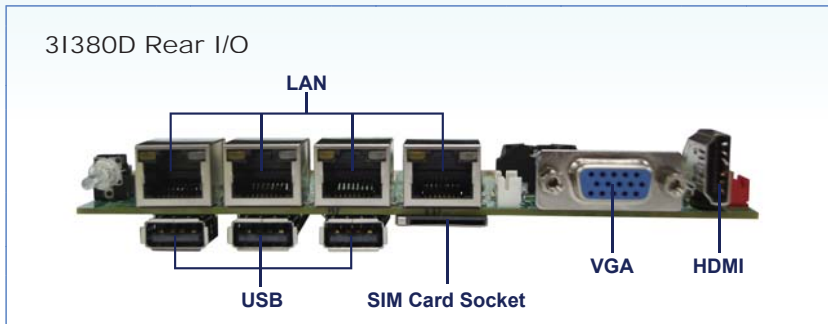 3I380D Rear I/O
LAN
VGA
HDMI
USB
SIM Card Socket